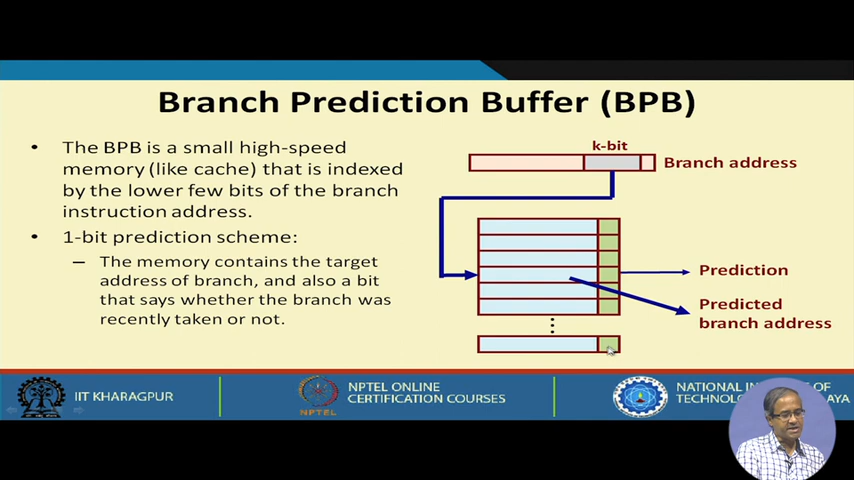 Branch Prediction Buffer (BPB)
• The BPB is a small high-speed
memory (like cache) that is indexed
by the lower few bits of the branch
instruction address.
• 1-bit prediction scheme:
– The memory contains the target
address of branch, and also a bit
that says whether the branch was
recently taken or not.
k-bit
Branch address
Prediction
Predicted
branch address
IIT KHARAGPUR
NPTEL
NPTEL ONLINE
CERTIFICATION COURSES
NATIONAL OF
TECHNOL